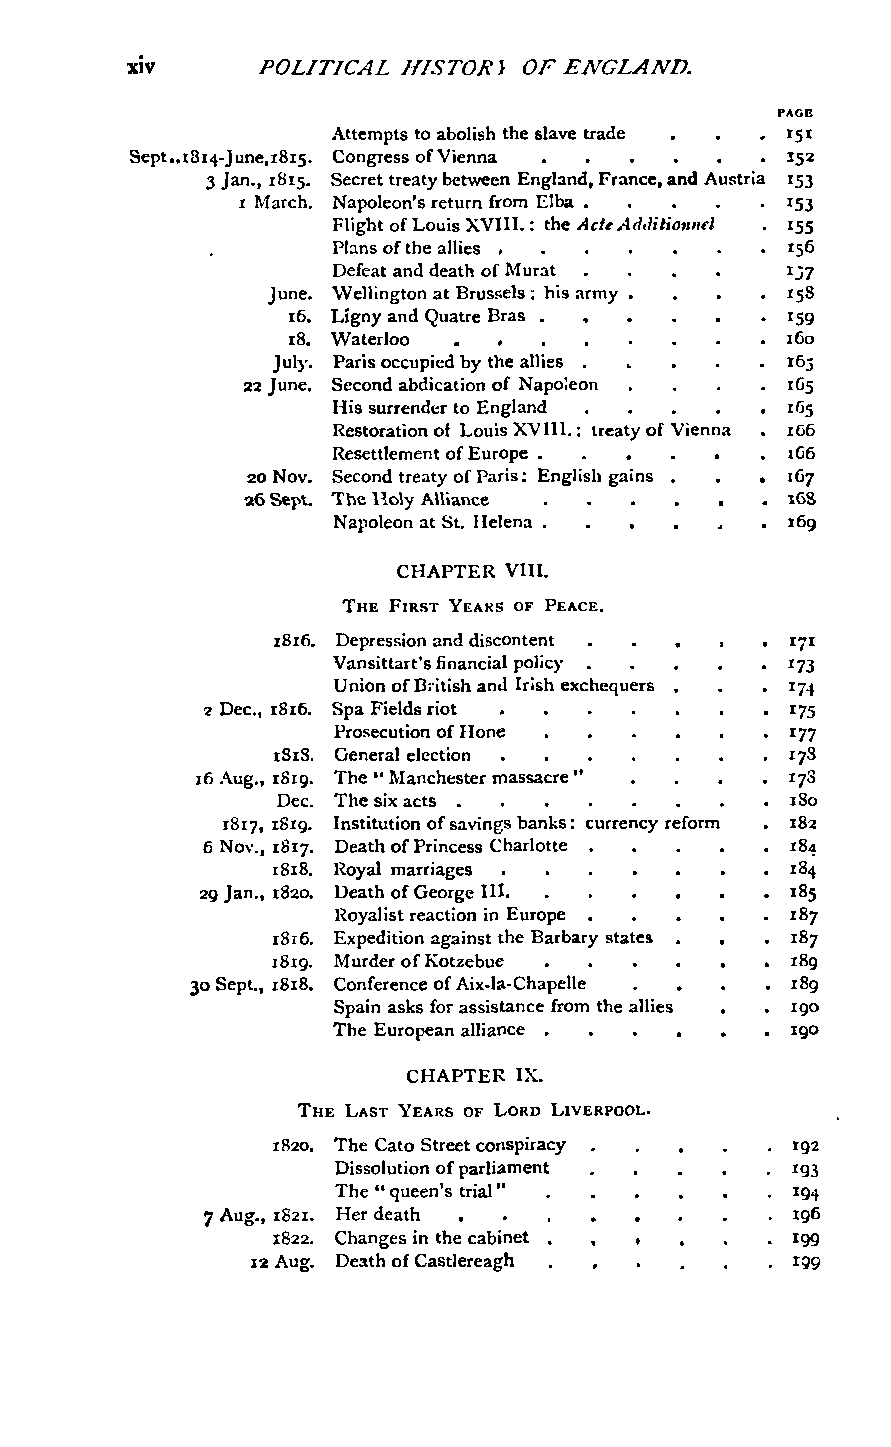 xiv POLITICAL HISTORY OF ENGLAND.
PAGE
Attempts to abolish the slave trade . . . 151
Sept., 1814-June, 1815. Congress of Vienna . . . . . . 152
3 Jan., 1815. Secret treaty between England, France, and Austria 153
1 March. Napoleon's return from Elba . . . . . 153
Flight of Louis XVIII. : the Acte Additionnel . 155
Plans of the allies . . . . . . . 156
Defeat and death of Murat . . . . 157
June. Wellington at Brussels ; his army . . . . 158
16. Ligny and Quatre Bras . . . . . . 159
18. Waterloo . . . . . . . . 160
July. Paris occupied by the allies . . . . . 165
22 June. Second abdication of Napoleon . . . . 165
His surrender to England . . . . . 165
Restoration of Louis XVIII. ; treaty of Vienna . 166
Resettlement of Europe . . . . . . 166
20 Nov. Second treaty of Paris : English gains . . . 167
26 Sept. The Holy Alliance . . . . . . 168
Napoleon at St. Helena . . . . . . 169
CHAPTER VIII.
THE FIRST YEARS OF PEACE.
1816. Depression and discontent . . . . . 171
Vansittart's financial policy . . . . . 173
Union of British and Irish exchequers . . . 174
2 Dec., 1816. Spa Fields riot . . . . . . . 175
Prosecution of Hone . . . . . . 177
1818. General election . . . . . . . 178
16 Aug., 1819. The "Manchester massacre" . . . . 178
Dec. The six acts . . . . . . . . 180
1817, 1819. Institution of savings banks : currency reform . 182
6 Nov., 1817. Death of Princess Charlotte . . . . . 184
1818. Royal marriages . . . . . . . 184
29 Jan., 1820. Death of George III. . . . . . . 185
Royalist reaction in Europe . . . . . 187
1816. Expedition against the Barbary states . . . 187
1819. Murder of Kotzebue . . . . . . 189
30 Sept., 1818. Conference of Aix-la-Chapelle . . . . 189
Spain asks for assistance from the allies . . 190
The European alliance . . . . . . 190
CHAPTER IX.
THE LAST YEARS OF LORD LIVERPOOL.
1820. The Cato Street conspiracy . . . . . 192
Dissolution of parliament . . . . . 193
The "queen's trial" . . . . . . 194
7 Aug., 1821. Her death . . . . . . . . 196
1822. Changes in the cabinet . . . . . . 199
12 Aug. Death of Castlereagh . . . . . . 199